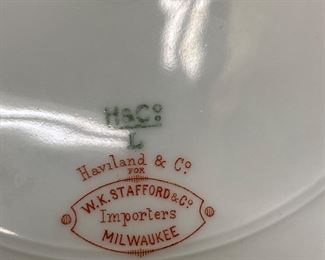 H&Cº
L
Haviland & Cº
FOR
W.K. STAFFORD & Cº
Importers
MILWAUKEE